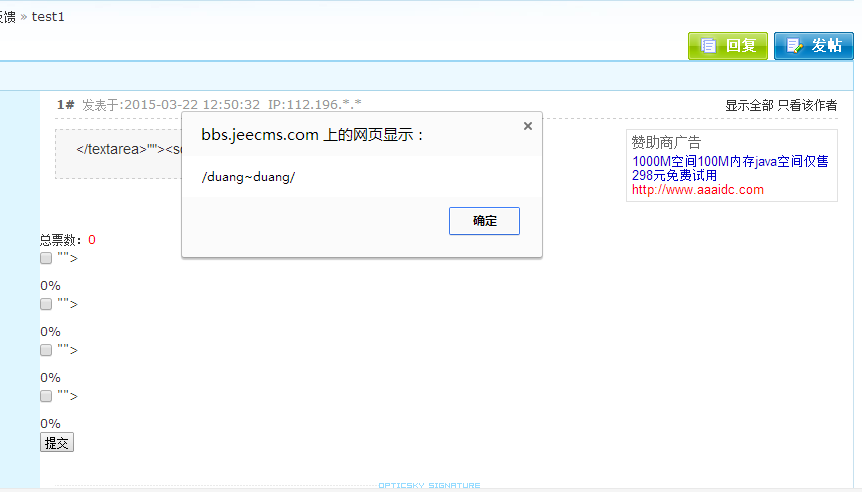 反馈 » test1
回复 发帖
1# 发表于:2015-03-22 12:50:32 IP:112.196.*.* 显示全部 只看该作者
bbs.jeecms.com 上的网页显示：
/duang~duang/
确定
</textarea>""><s
赞助商广告
1000M空间100M内存java空间仅售
298元免费试用
http://www.aaaidc.com
总票数：0
"">
0%
"">
0%
"">
0%
"">
0%
提交
OPTICSKY SIGNATURE